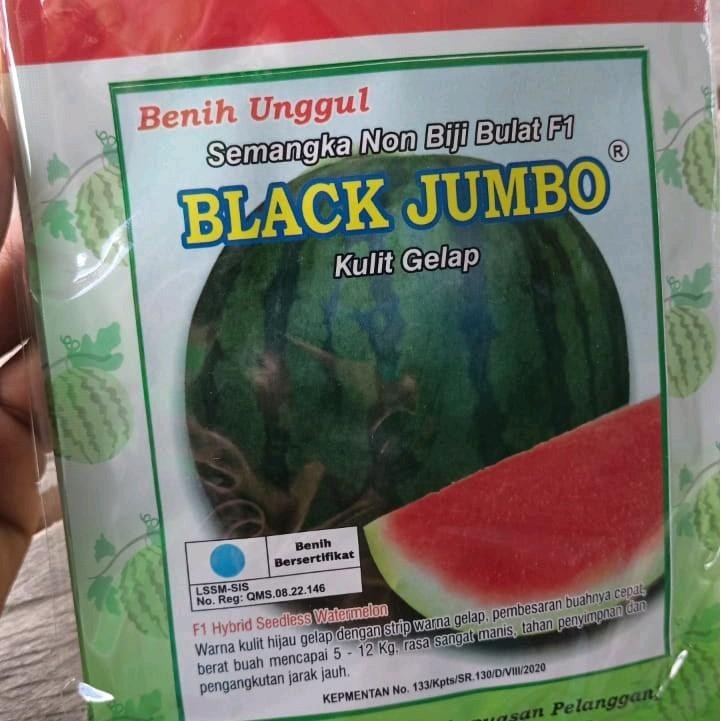 Benih Unggul
Semangka Non Biji Bulat F1
BLACK JUMBO ®
Kulit Gelap
Benih
Bersertifikat
LSSM-SIS
No. Reg: QMS.08.22.146
F1 Hybrid Seedless Watermelon
Warna kulit hijau gelap dengan strip warna gelap, pembesaran buahnya cepat,
berat buah mencapai 5 - 12 Kg, rasa sangat manis, tahan penyimpnan dan
pengangkutan jarak jauh.
KEPMENTAN No. 133/Kpts/SR.130/D/VIII/2020
Pelanggan